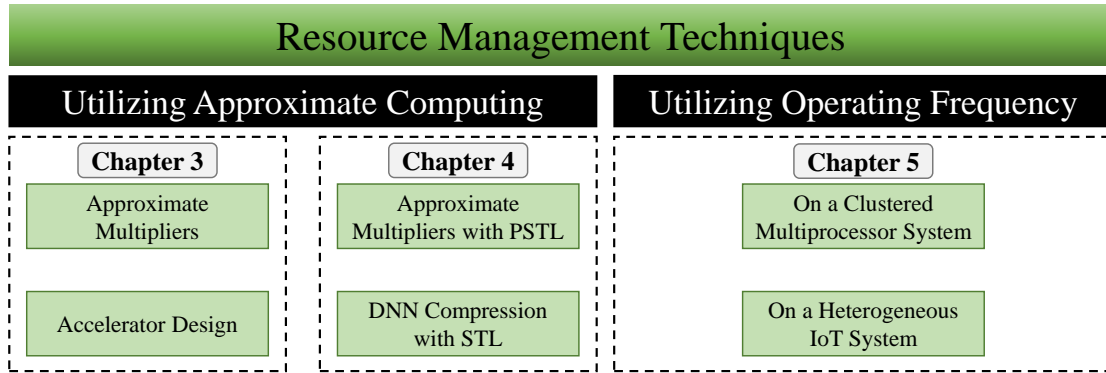 Resource Management Techniques
Utilizing Approximate Computing
Utilizing Operating Frequency
Chapter 3
Approximate
Multipliers
Accelerator Design
Chapter 4
Approximate
Multipliers with PSTL
DNN Compression
with STL
Chapter 5
On a Clustered
Multiprocessor System
On a Heterogeneous
IoT System